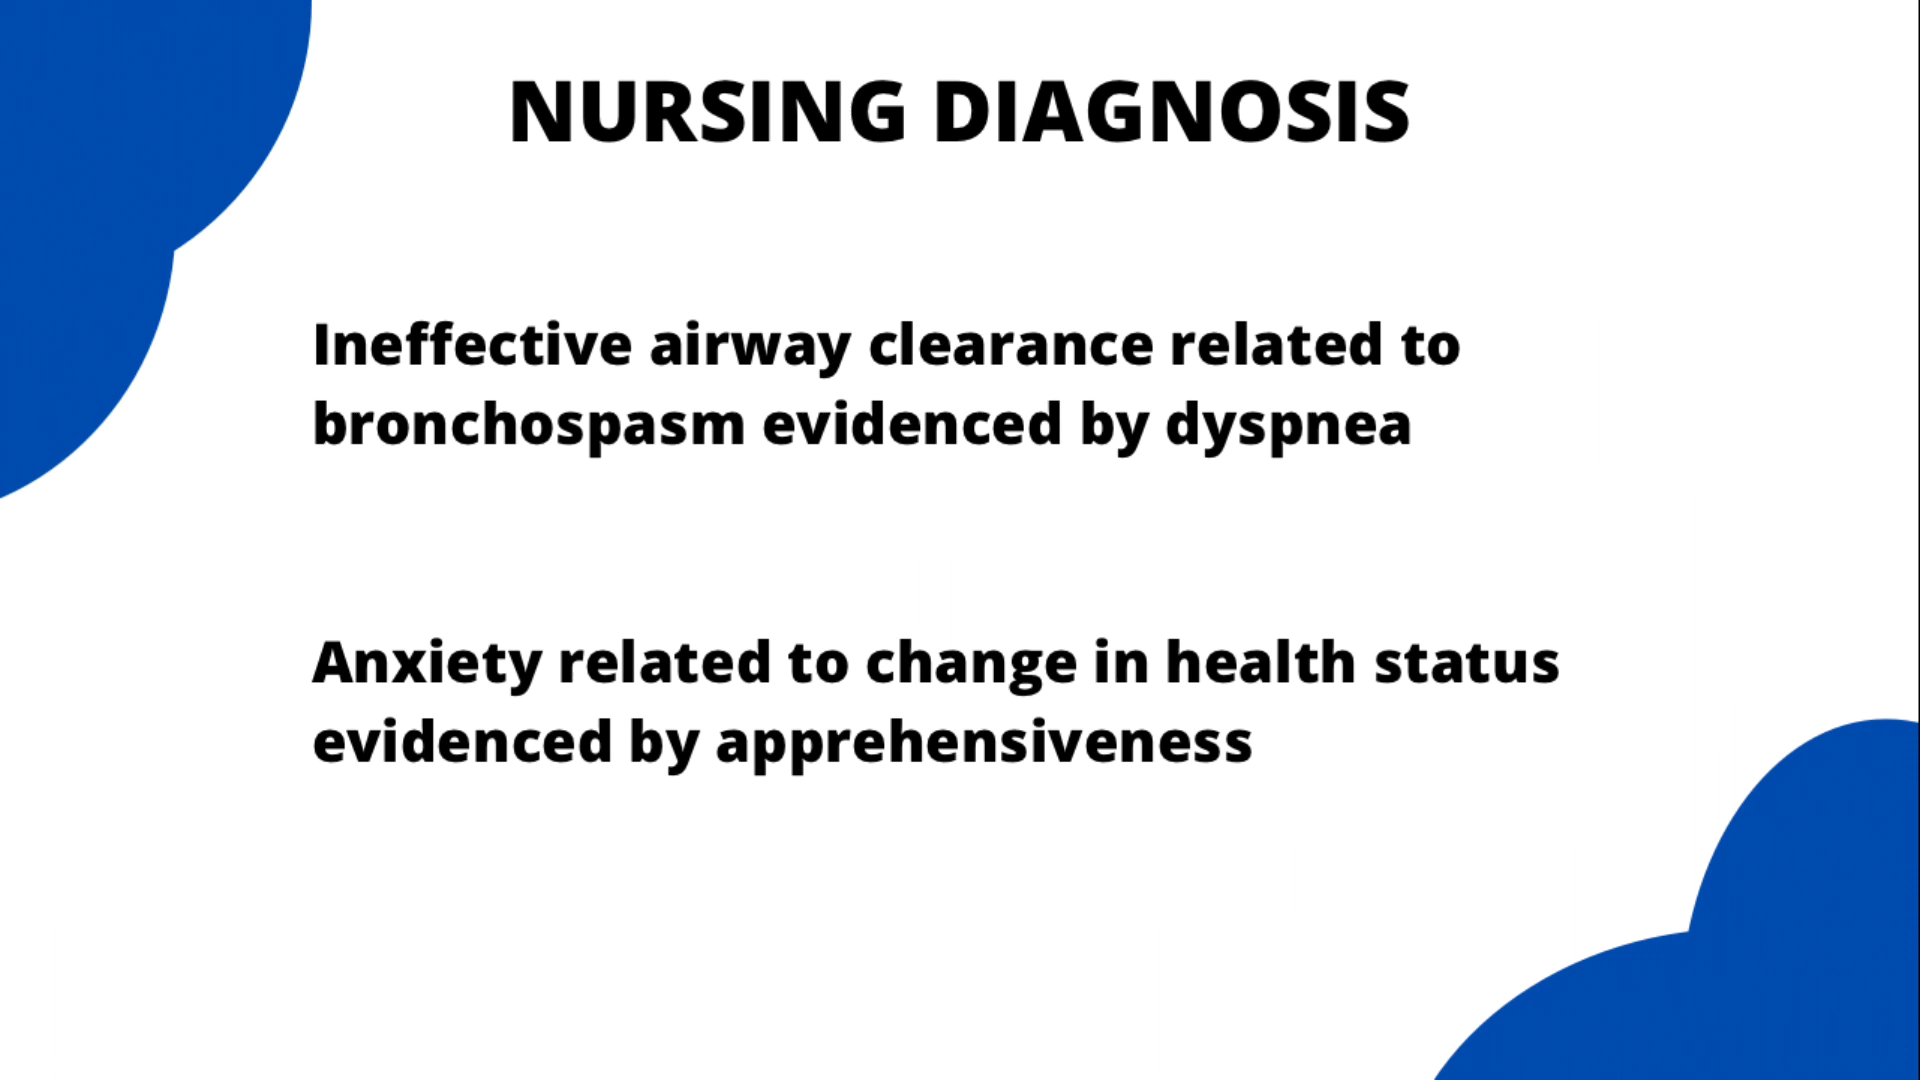 NURSING DIAGNOSIS
Ineffective airway clearance related to
bronchospasm evidenced by dyspnea
Anxiety related to change in health status
evidenced by apprehensiveness